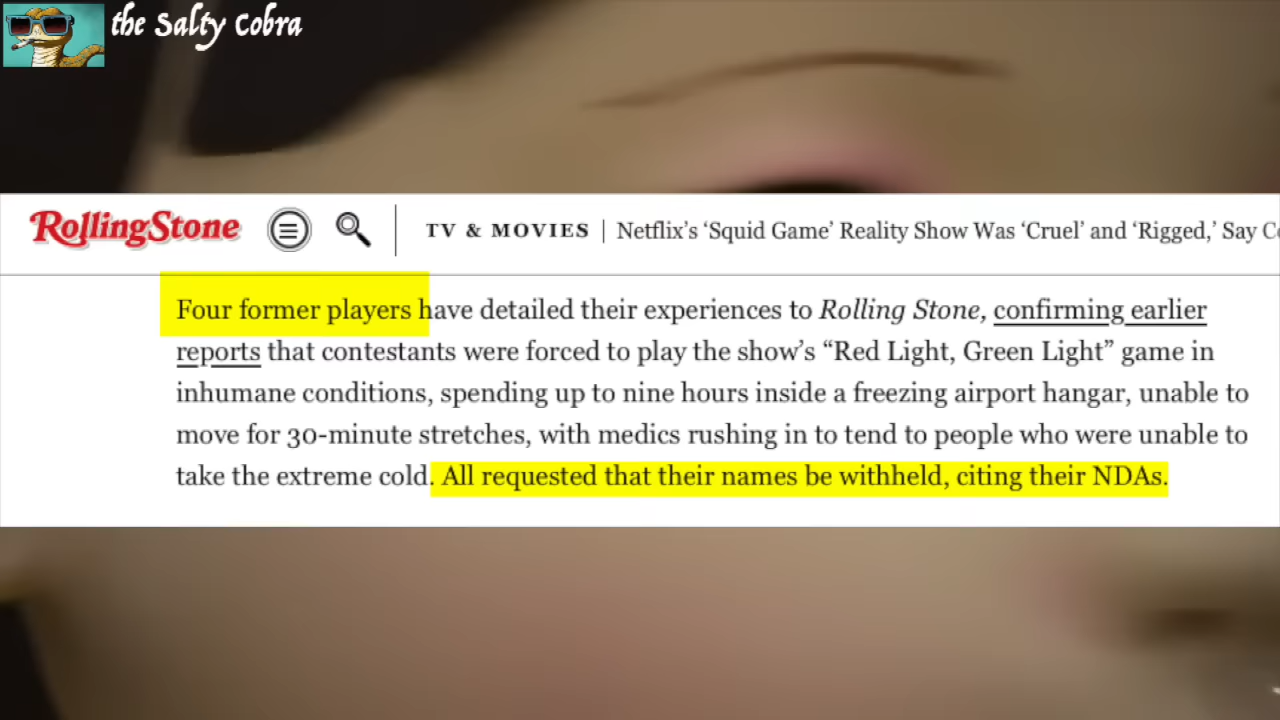 the Salty Cobra
RollingStone
TV & MOVIES | Netflix's ‘Squid Game’ Reality Show Was ‘Cruel’ and ‘Rigged,’ Say
Four former players have detailed their experiences to Rolling Stone, confirming earlier
reports that contestants were forced to play the show’s “Red Light, Green Light” game in
inhumane conditions, spending up to nine hours inside a freezing airport hangar, unable to
move for 30-minute stretches, with medics rushing in to tend to people who were unable to
take the extreme cold. All requested that their names be withheld, citing their NDAs.